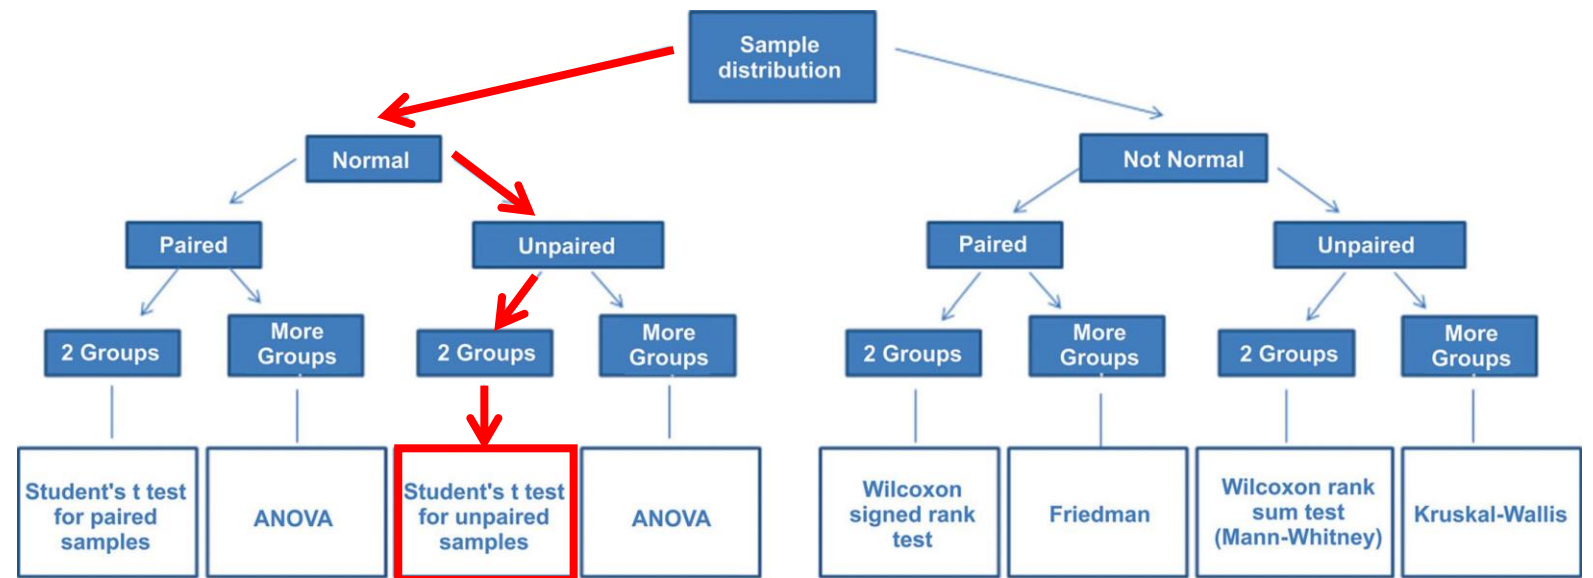 Sample
distribution
Normal
Not Normal
Paired
Unpaired
Paired
Unpaired
2 Groups
More
Groups
2 Groups
More
Groups
2 Groups
More
Groups
2 Groups
More
Groups
Student's t test
for paired
samples
ANOVA
Student's t test
for unpaired
samples
ANOVA
Wilcoxon
signed rank
test
Friedman
Wilcoxon rank
sum test
(Mann-Whitney)
Kruskal-Wallis